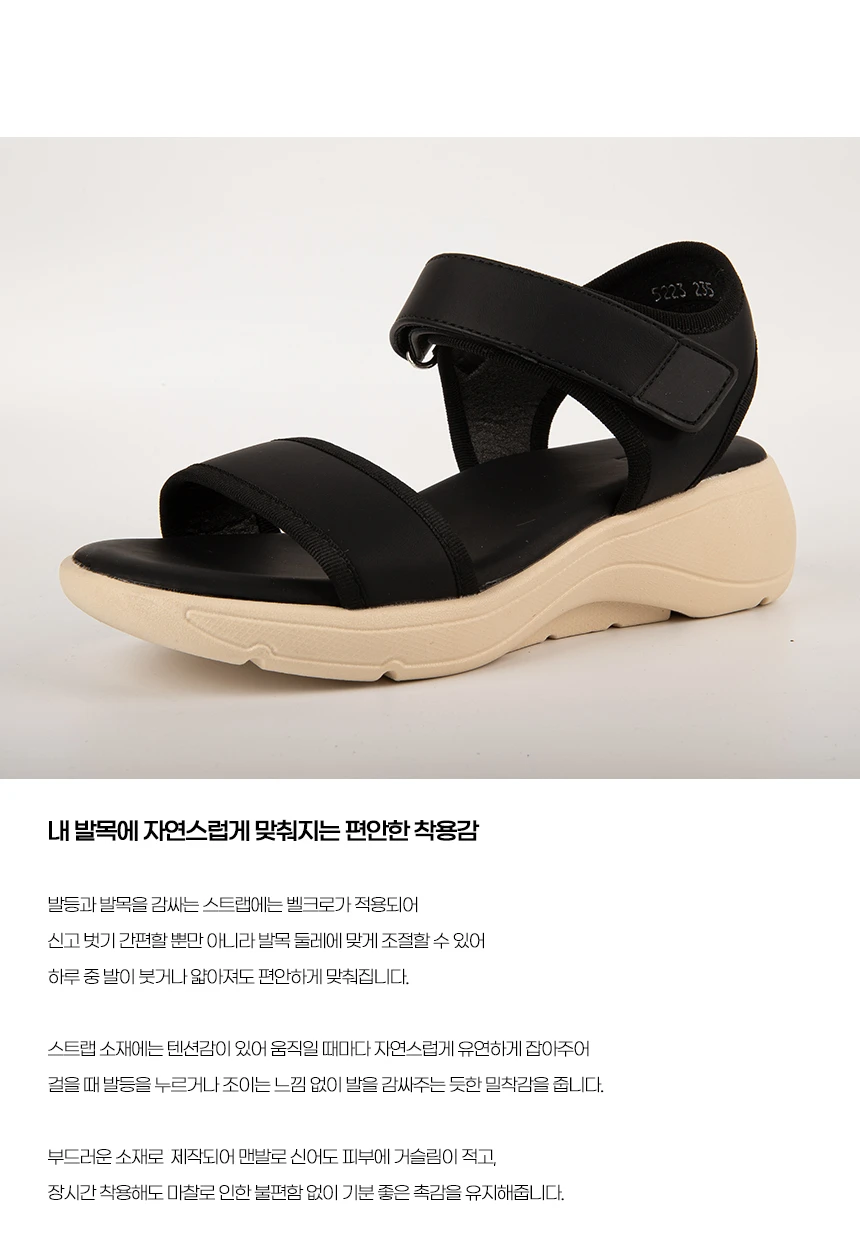 5223 235
내 발목에 자연스럽게 맞춰지는 편안한 착용감
발등과 발목을 감싸는 스트랩에는 벨크로가 적용되어
신고 벗기 간편할 뿐만 아니라 발목 둘레에 맞게 조절할 수 있어
하루 중 발이 붓거나 얇아져도 편안하게 맞춰집니다.
스트랩 소재에는 텐션감이 있어 움직일 때마다 자연스럽게 유연하게 잡아주어
걸을 때 발등을 누르거나 조이는 느낌 없이 발을 감싸주는 듯한 밀착감을 줍니다.
부드러운 소재로 제작되어 맨발로 신어도 피부에 거슬림이 적고,
장시간 착용해도 마찰로 인한 불편함 없이 기분 좋은 촉감을 유지해줍니다.